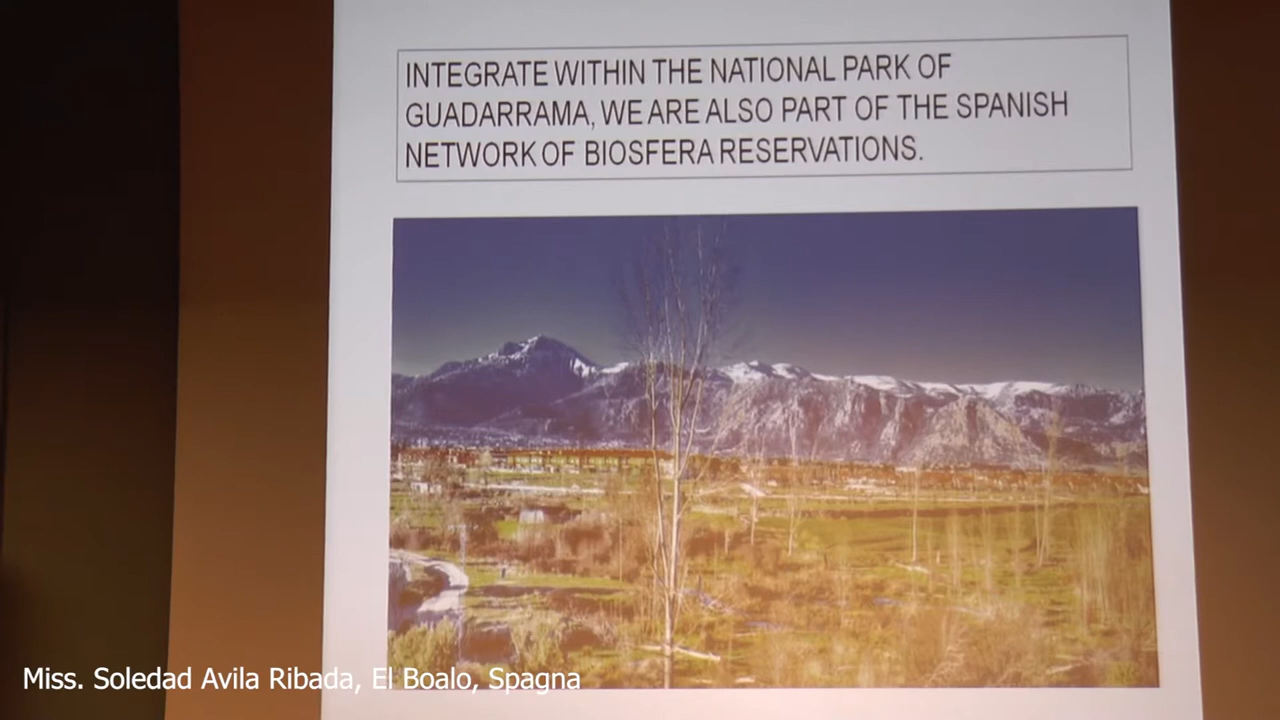 INTEGRATE WITHIN THE NATIONAL PARK OF
GUADARRAMA, WE ARE ALSO PART OF THE SPANISH
NETWORK OF BIOSFERA RESERVATIONS.
Miss. Soledad Avila Ribada, El Boalo, Spagna